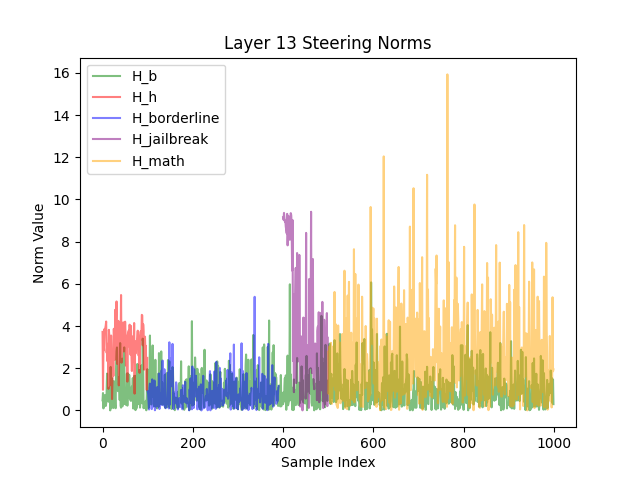 Layer 13 Steering Norms
H_b
H_h
H_borderline
H_jailbreak
H_math
Norm Value
16
14
12
10
8
6
4
2
0
0 200 400 600 800 1000
Sample Index